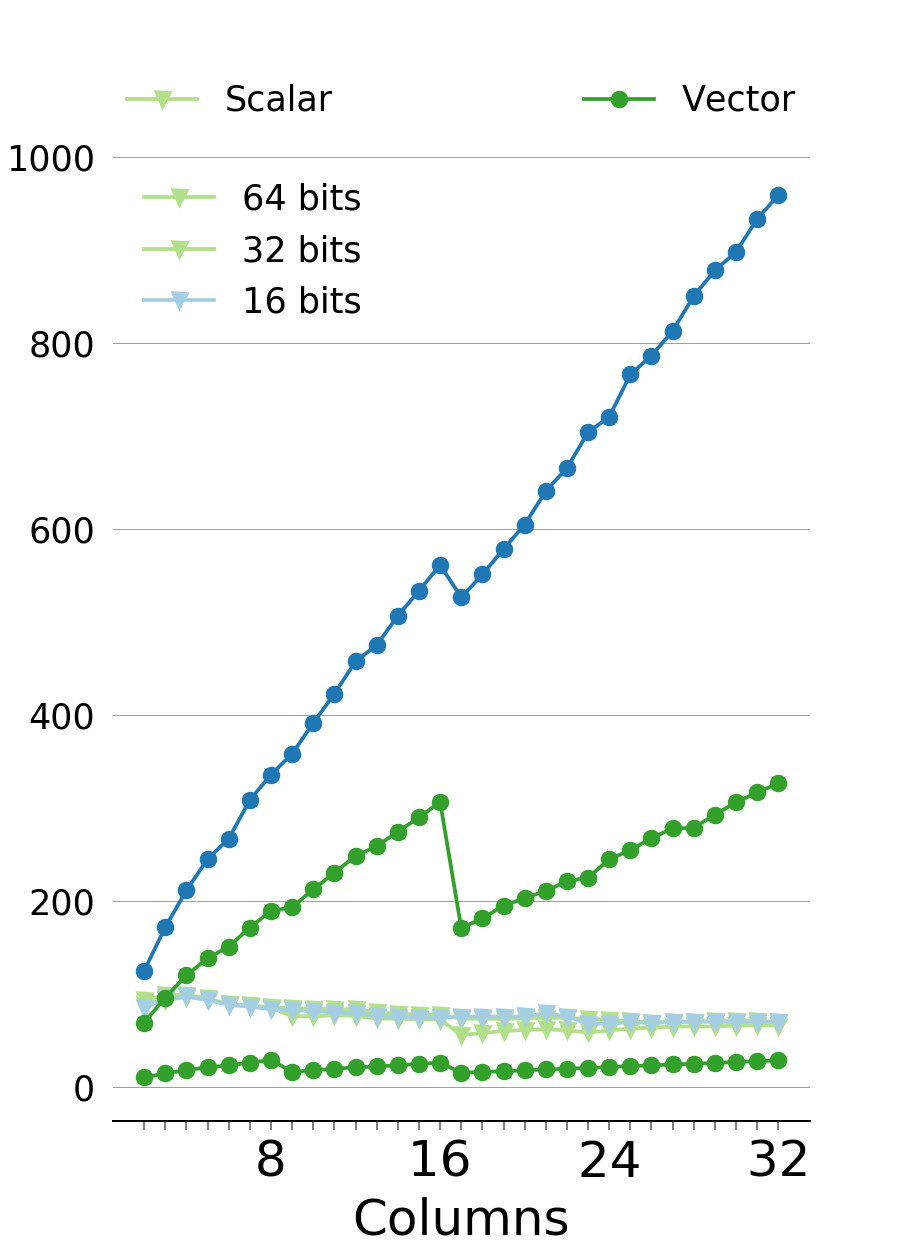 Scalar Vector
1000
64 bits
32 bits
16 bits
800
600
400
200
0
8 16 24 32
Columns